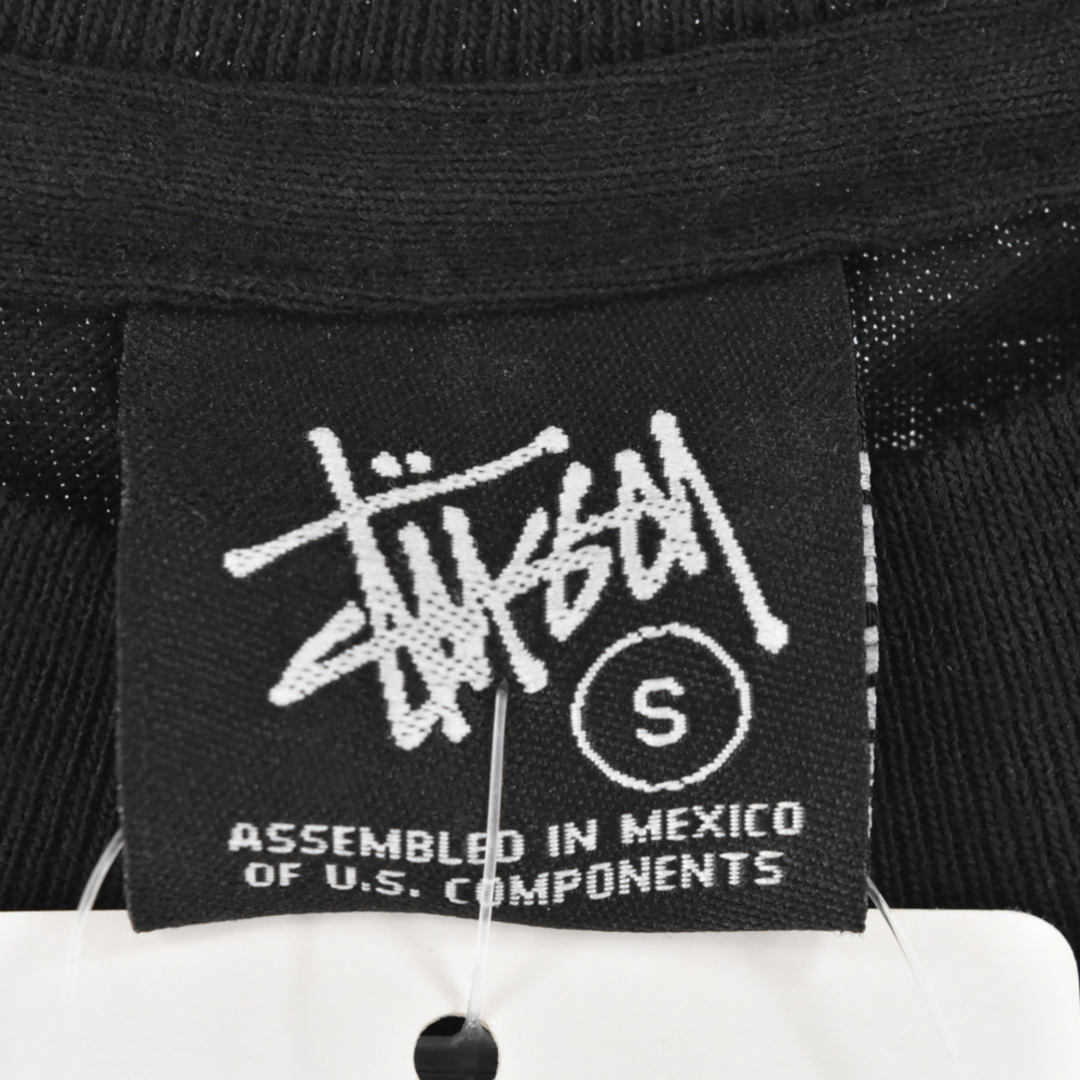 Stüssy
S
ASSEMBLED IN MEXICO
OF U.S. COMPONENTS